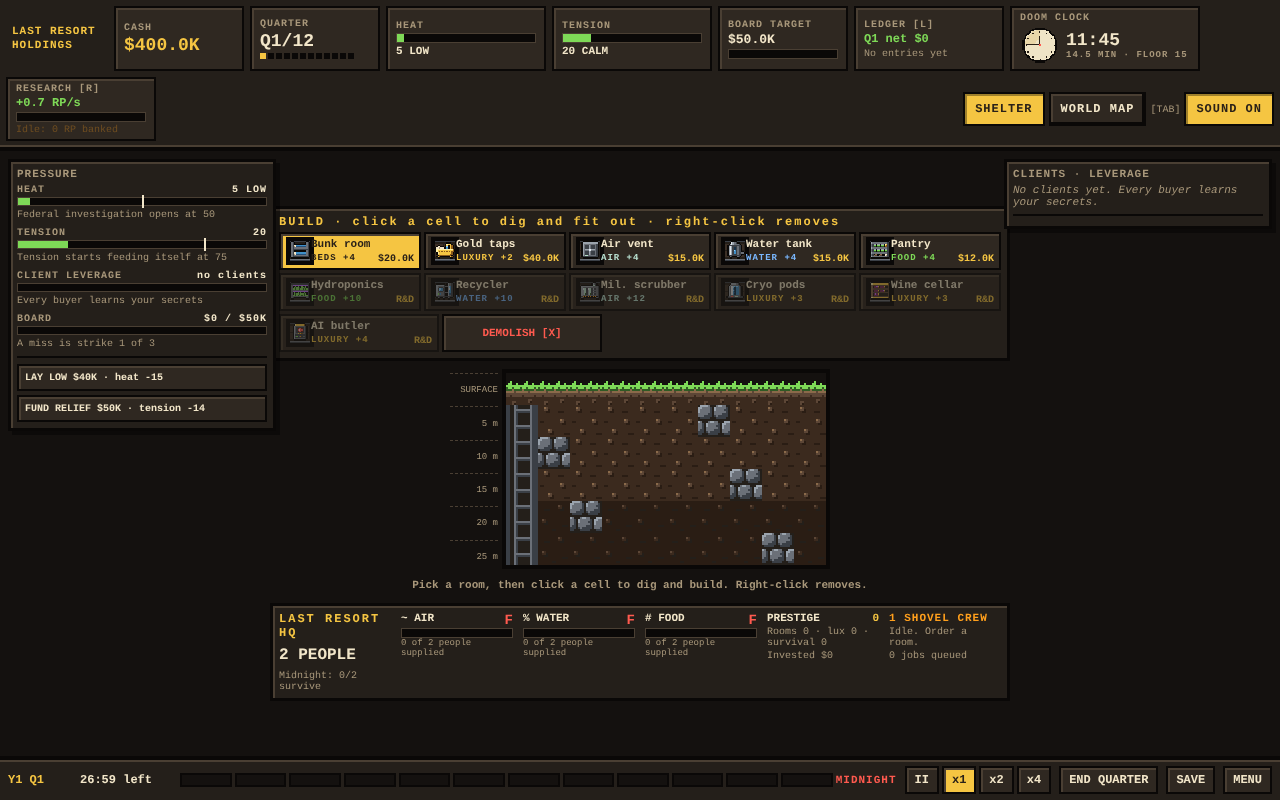 LAST RESORT
HOLDINGS
CASH
$400.0K
QUARTER
Q1/12
HEAT
5 LOW
TENSION
20 CALM
BOARD TARGET
$50.0K
LEDGER [L]
Q1 net $0
No entries yet
DOOM CLOCK
11:45
14.5 MIN · FLOOR 15
RESEARCH [R]
+0.7 RP/s
Idle: 0 RP banked
SHELTER
WORLD MAP
[TAB]
SOUND ON
PRESSURE
HEAT 5 LOW
Federal investigation opens at 50
TENSION 20
Tension starts feeding itself at 75
CLIENT LEVERAGE no clients
Every buyer learns your secrets
BOARD $0 / $50K
A miss is strike 1 of 3
LAY LOW $40K · heat -15
FUND RELIEF $50K · tension -14
BUILD · click a cell to dig and fit out · right-click removes
Bunk room
BEDS +4 $20.0K
Gold taps
LUXURY +2 $40.0K
Air vent
AIR +4 $15.0K
Water tank
WATER +4 $15.0K
Pantry
FOOD +4 $12.0K
Hydroponics
FOOD +10 R&D
Recycler
WATER +10 R&D
Mil. scrubber
AIR +12 R&D
Cryo pods
LUXURY +3 R&D
Wine cellar
LUXURY +3 R&D
AI butler
LUXURY +4 R&D
DEMOLISH [X]
CLIENTS · LEVERAGE
No clients yet. Every buyer learns
your secrets.
SURFACE
5 m
10 m
15 m
20 m
25 m
Pick a room, then click a cell to dig and build. Right-click removes.
LAST RESORT
HQ
2 PEOPLE
Midnight: 0/2
survive
~ AIR F
0 of 2 people
supplied
% WATER F
0 of 2 people
supplied
# FOOD F
0 of 2 people
supplied
PRESTIGE 0
Rooms 0 · lux 0 ·
survival 0
Invested $0
1 SHOVEL CREW
Idle. Order a
room.
0 jobs queued
Y1 Q1
26:59 left
MIDNIGHT
II
x1
x2
x4
END QUARTER
SAVE
MENU